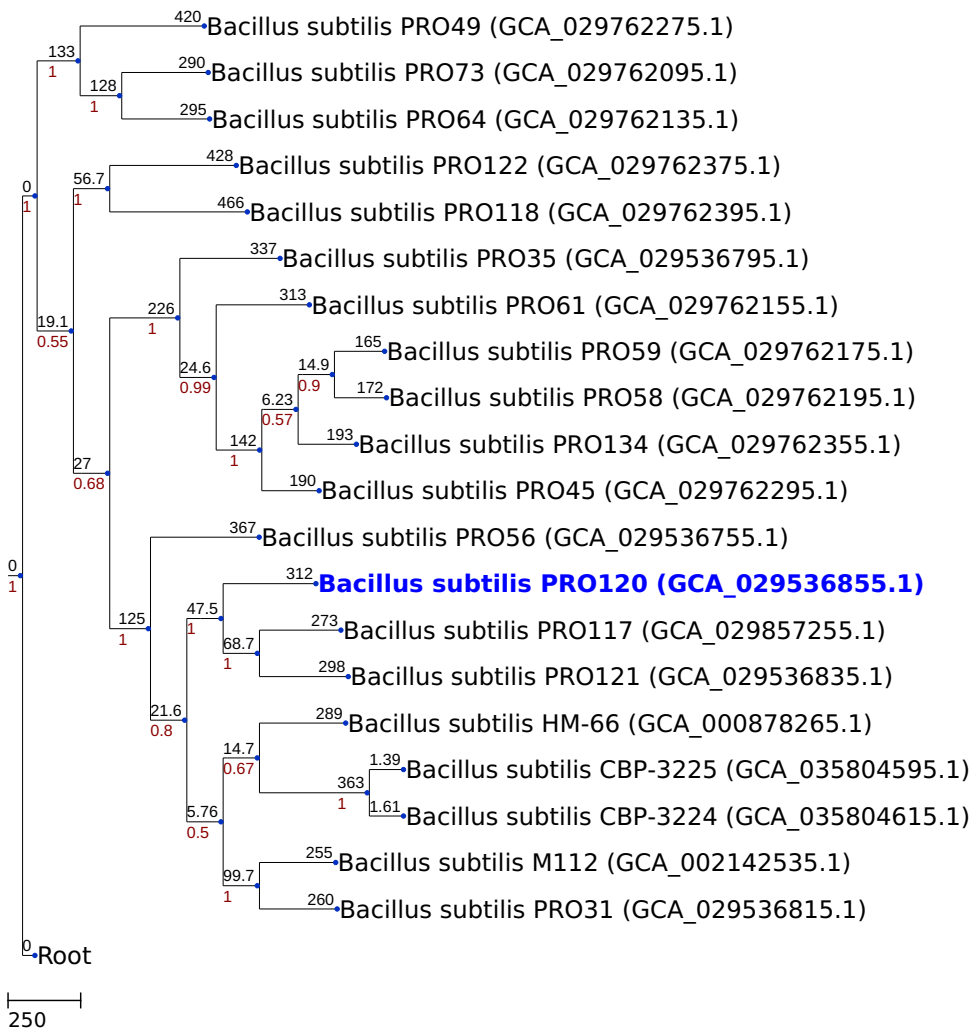 420 Bacillus subtilis PRO49 (GCA_029762275.1)
133
1
290 Bacillus subtilis PRO73 (GCA_029762095.1)
128
1
295 Bacillus subtilis PRO64 (GCA_029762135.1)
428 Bacillus subtilis PRO122 (GCA_029762375.1)
0
1
56.7
1
466 Bacillus subtilis PRO118 (GCA_029762395.1)
337 Bacillus subtilis PRO35 (GCA_029536795.1)
313 Bacillus subtilis PRO61 (GCA_029762155.1)
19.1
0.55
226
1
165 Bacillus subtilis PRO59 (GCA_029762175.1)
24.6
0.99
14.9
0.9
172 Bacillus subtilis PRO58 (GCA_029762195.1)
6.23
0.57
193 Bacillus subtilis PRO134 (GCA_029762355.1)
142
1
27
0.68
190 Bacillus subtilis PRO45 (GCA_029762295.1)
367 Bacillus subtilis PRO56 (GCA_029536755.1)
0
1
312 Bacillus subtilis PRO120 (GCA_029536855.1)
125
1
47.5
1
273 Bacillus subtilis PRO117 (GCA_029857255.1)
68.7
1
298 Bacillus subtilis PRO121 (GCA_029536835.1)
21.6
0.8
289 Bacillus subtilis HM-66 (GCA_000878265.1)
14.7
0.67
1.39 Bacillus subtilis CBP-3225 (GCA_035804595.1)
363
1
1.61 Bacillus subtilis CBP-3224 (GCA_035804615.1)
5.76
0.5
255 Bacillus subtilis M112 (GCA_002142535.1)
99.7
1
260 Bacillus subtilis PRO31 (GCA_029536815.1)
0 Root
250